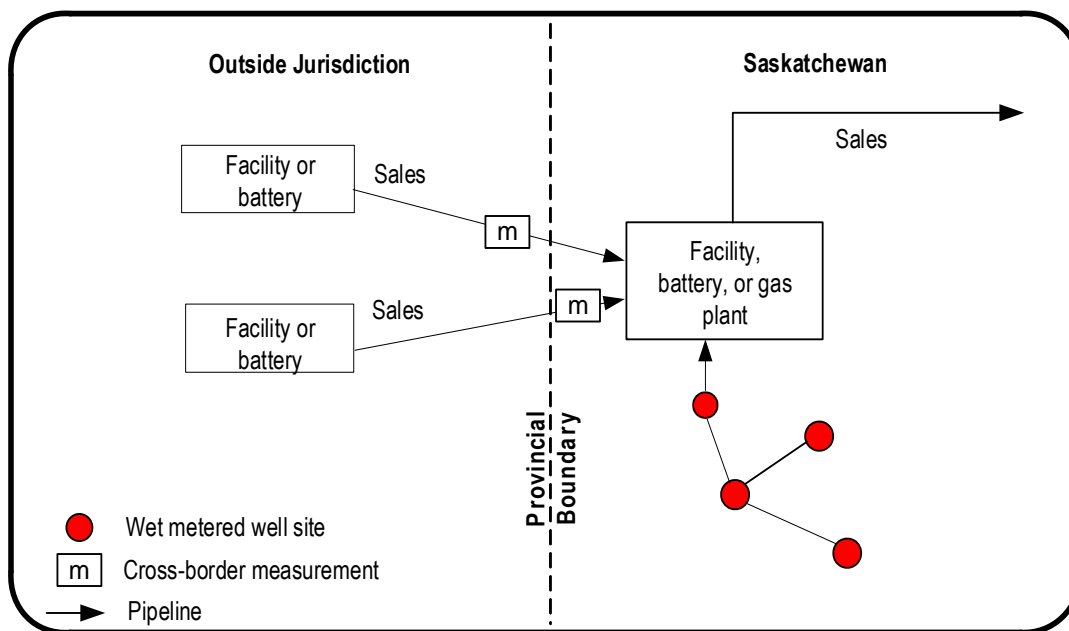 Outside Jurisdiction
Saskatchewan
Sales
Facility or
battery
Sales
m
Facility,
battery, or gas
plant
Sales
m
Facility or
battery
Provincial
Boundary
Wet metered well site
m
Cross-border measurement
Pipeline